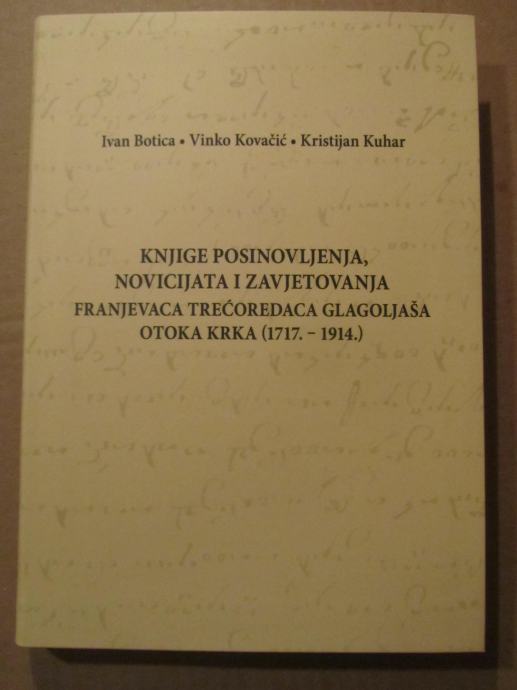 Ivan Botica • Vinko Kovačić • Kristijan Kuhar
KNJIGE POSINOVLJENJA,
NOVICIJATA I ZAVJETOVANJA
FRANJEVACA TREĆOREDACA GLAGOLJAŠA
OTOKA KRKA (1717. – 1914.)